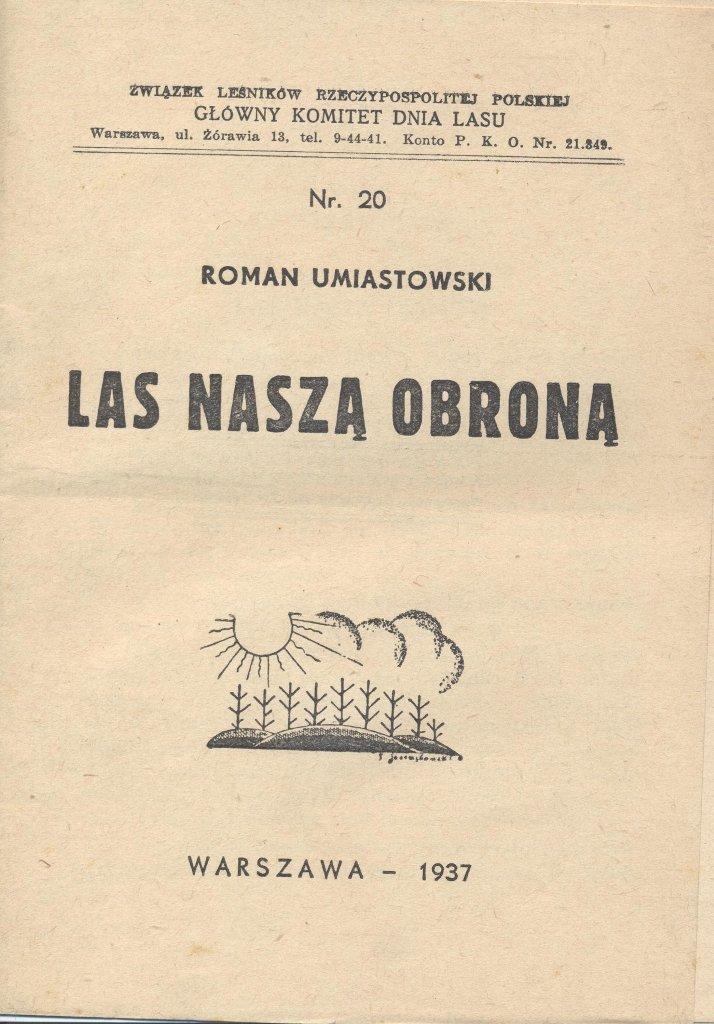 ZWIĄZEK LEŚNIKÓW RZECZYPOSPOLITEJ POLSKIEJ
GŁÓWNY KOMITET DNIA LASU
Warszawa, ul. Żórawia 13, tel. 9-44-41. Konto P. K. O. Nr. 21.849.
Nr. 20
ROMAN UMIASTOWSKI
LAS NASZĄ OBRONĄ
WARSZAWA – 1937